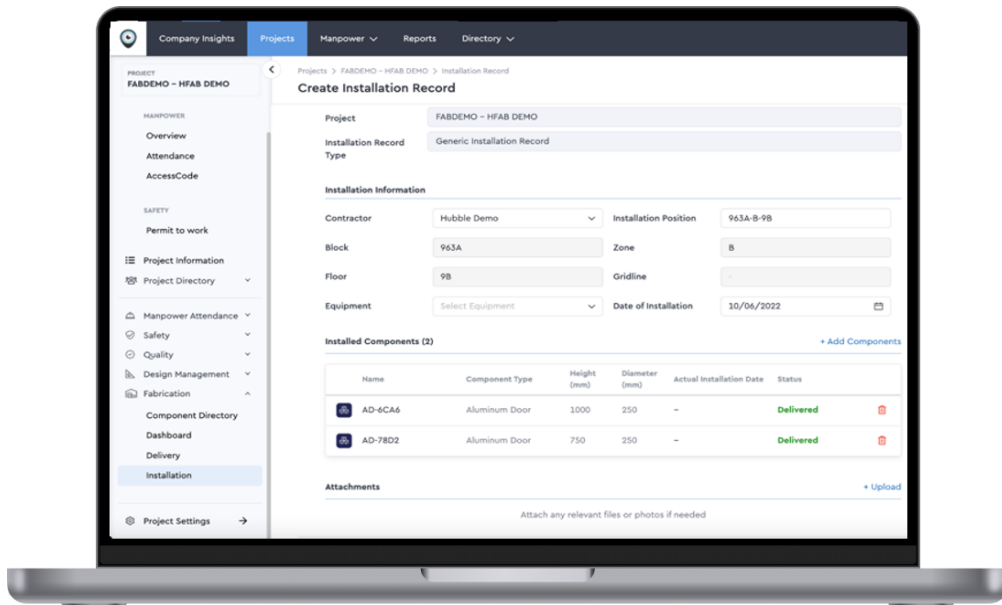 Company Insights
Projects
Manpower
Reports
Directory
PROJECT
FABDEMO - HFAB DEMO
MANPOWER
Overview
Attendance
AccessCode
SAFETY
Permit to work
Project Information
Project Directory
Manpower Attendance
Safety
Quality
Design Management
Fabrication
Component Directory
Dashboard
Delivery
Installation
Project Settings
Projects > FABDEMO - HFAB DEMO > Installation Record
Create Installation Record
Project FABDEMO - HFAB DEMO
Installation Record Type Generic Installation Record
Installation Information
Contractor Hubble Demo Installation Position 963A-B-9B
Block 963A Zone B
Floor 9B Gridline -
Equipment Select Equipment Date of Installation 10/06/2022
Installed Components (2) + Add Components
Name Component Type Height (mm) Diameter (mm) Actual Installation Date Status
AD-6CA6 Aluminum Door 1000 250 - Delivered
AD-78D2 Aluminum Door 750 250 - Delivered
Attachments + Upload
Attach any relevant files or photos if needed